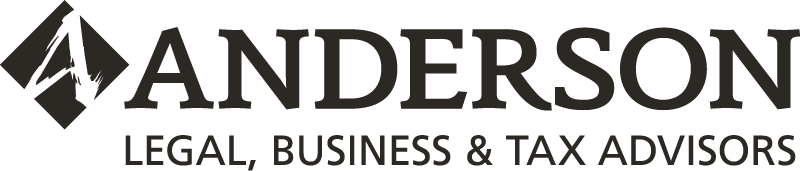 ANDERSON
LEGAL, BUSINESS & TAX ADVISORS